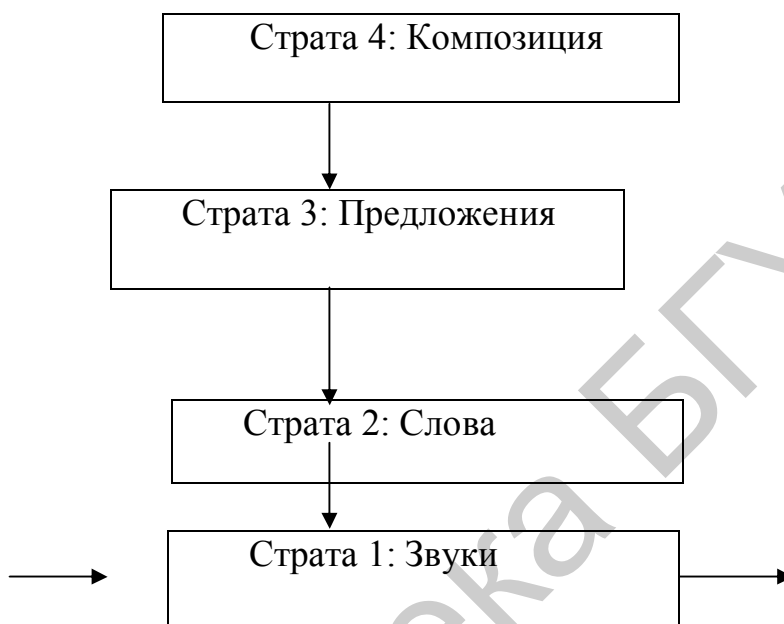 Страта 4: Композиция
Страта 3: Предложения
Страта 2: Слова
Страта 1: Звуки